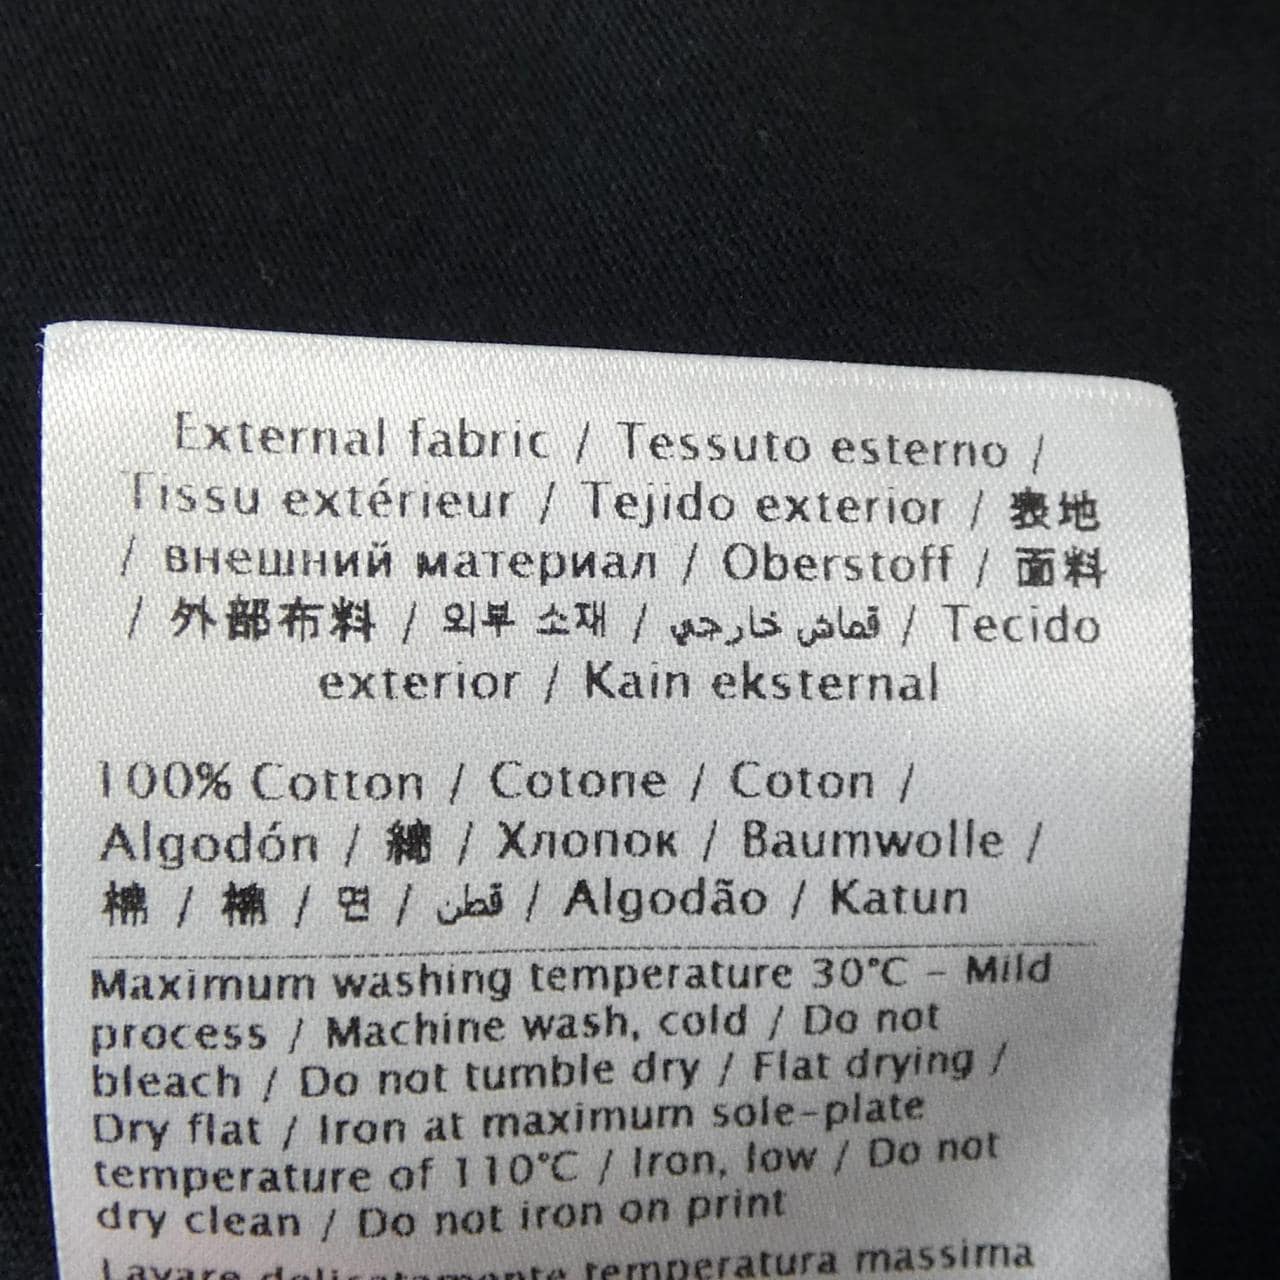 External fabric / Tessuto esterno /
Tissu extérieur / Tejido exterior / 表地
/ внешний материал / Oberstoff / 面料
/ 外部布料 / 외부 소재 / قماش خارجي / Tecido
exterior / Kain eksternal
100% Cotton / Cotone / Coton /
Algodón / 綿 / Хлопок / Baumwolle /
棉 / 棉 / 면 / قطن / Algodão / Katun
Maximum washing temperature 30°C - Mild
process / Machine wash, cold / Do not
bleach / Do not tumble dry / Flat drying /
Dry flat / Iron at maximum sole-plate
temperature of 110°C / Iron, low / Do not
dry clean / Do not iron on print
Lavare delicatamente temperatura massima